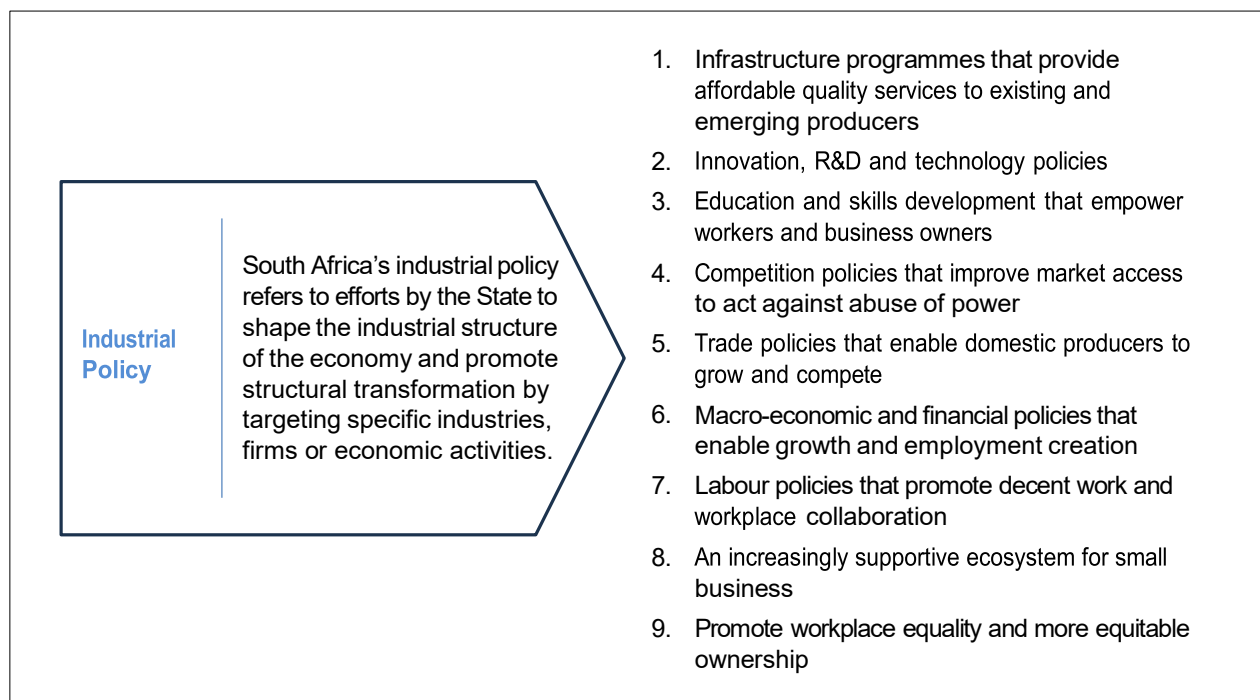 Industrial
Policy
South Africa's industrial policy
refers to efforts by the State to
shape the industrial structure
of the economy and promote
structural transformation by
targeting specific industries,
firms or economic activities.
1. Infrastructure programmes that provide
affordable quality services to existing and
emerging producers
2. Innovation, R&D and technology policies
3. Education and skills development that empower
workers and business owners
4. Competition policies that improve market access
to act against abuse of power
5. Trade policies that enable domestic producers to
grow and compete
6. Macro-economic and financial policies that
enable growth and employment creation
7. Labour policies that promote decent work and
workplace collaboration
8. An increasingly supportive ecosystem for small
business
9. Promote workplace equality and more equitable
ownership